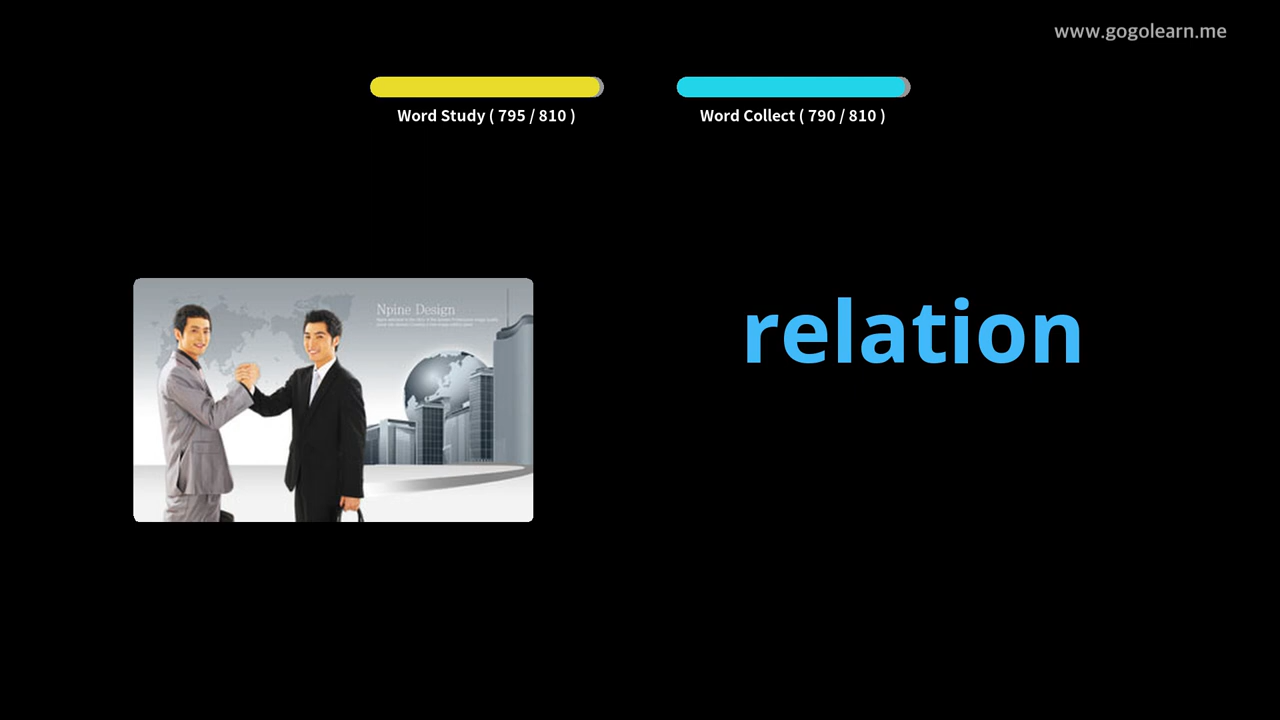 www.gogolearn.me
Word Study ( 795 / 810 )
Word Collect ( 790 / 810 )
Npine Design
relation